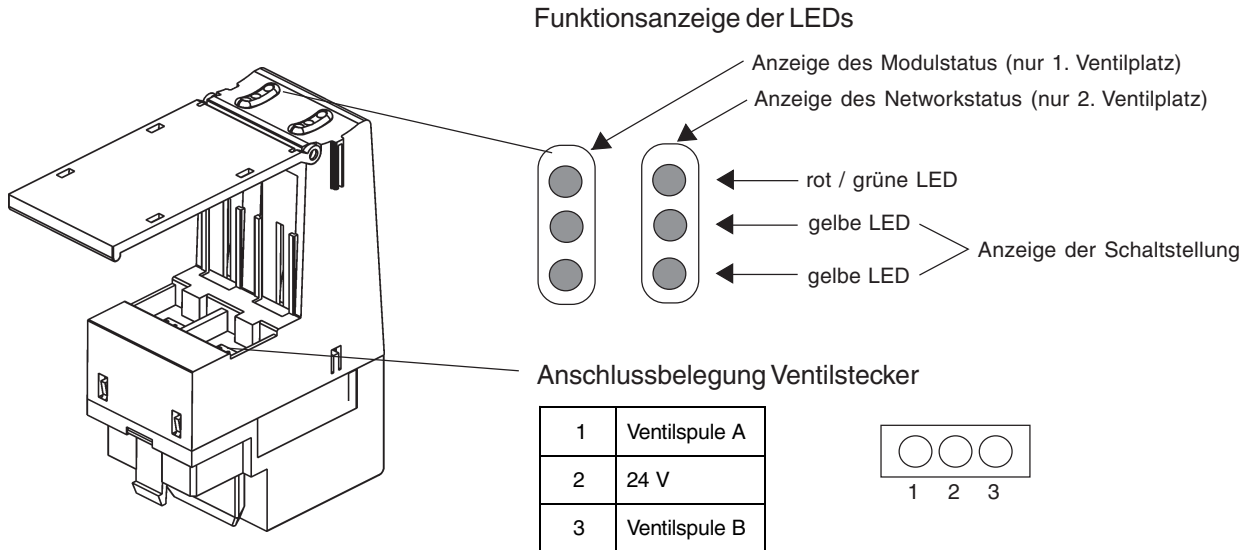 Funktionsanzeige der LEDs
Anzeige des Modulstatus (nur 1. Ventilplatz)
Anzeige des Networkstatus (nur 2. Ventilplatz)
rot / grüne LED
gelbe LED
Anzeige der Schaltstellung
gelbe LED
Anschlussbelegung Ventilstecker
1 Ventilspule A
2 24 V
3 Ventilspule B
1 2 3